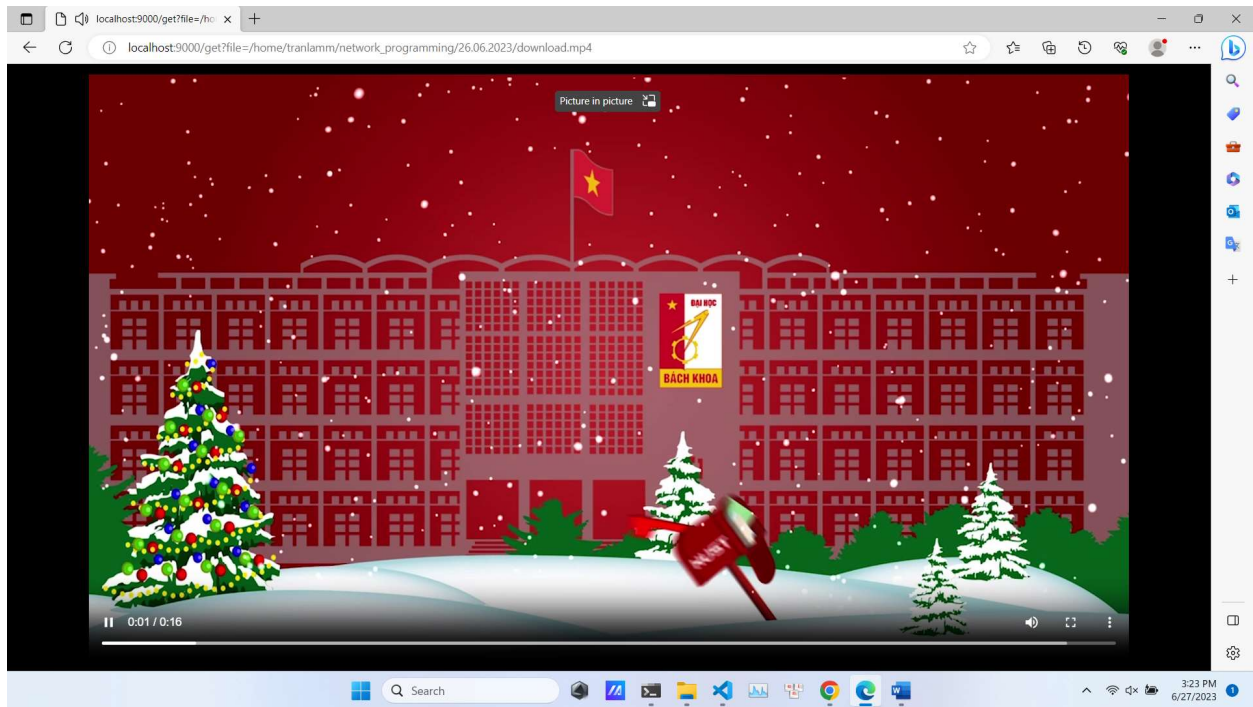 localhost:9000/get?file=/ho
localhost:9000/get?file=/home/tranlamm/network_programming/26.06.2023/download.mp4
Picture in picture
ĐẠI HỌC
BÁCH KHOA
0:01 / 0:16
Search
3:23 PM
6/27/2023